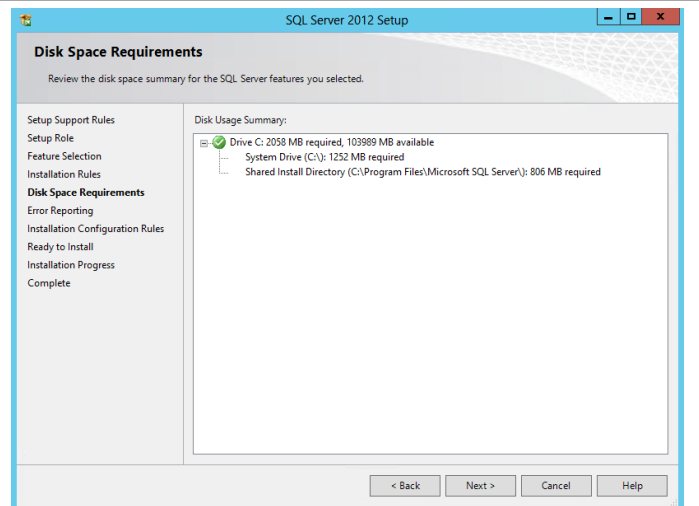 SQL Server 2012 Setup
Disk Space Requirements
Review the disk space summary for the SQL Server features you selected.
Setup Support Rules
Setup Role
Feature Selection
Installation Rules
Disk Space Requirements
Error Reporting
Installation Configuration Rules
Ready to Install
Installation Progress
Complete
Disk Usage Summary:
Drive C: 2058 MB required, 103989 MB available
System Drive (C:\): 1252 MB required
Shared Install Directory (C:\Program Files\Microsoft SQL Server\): 806 MB required
< Back
Next >
Cancel
Help